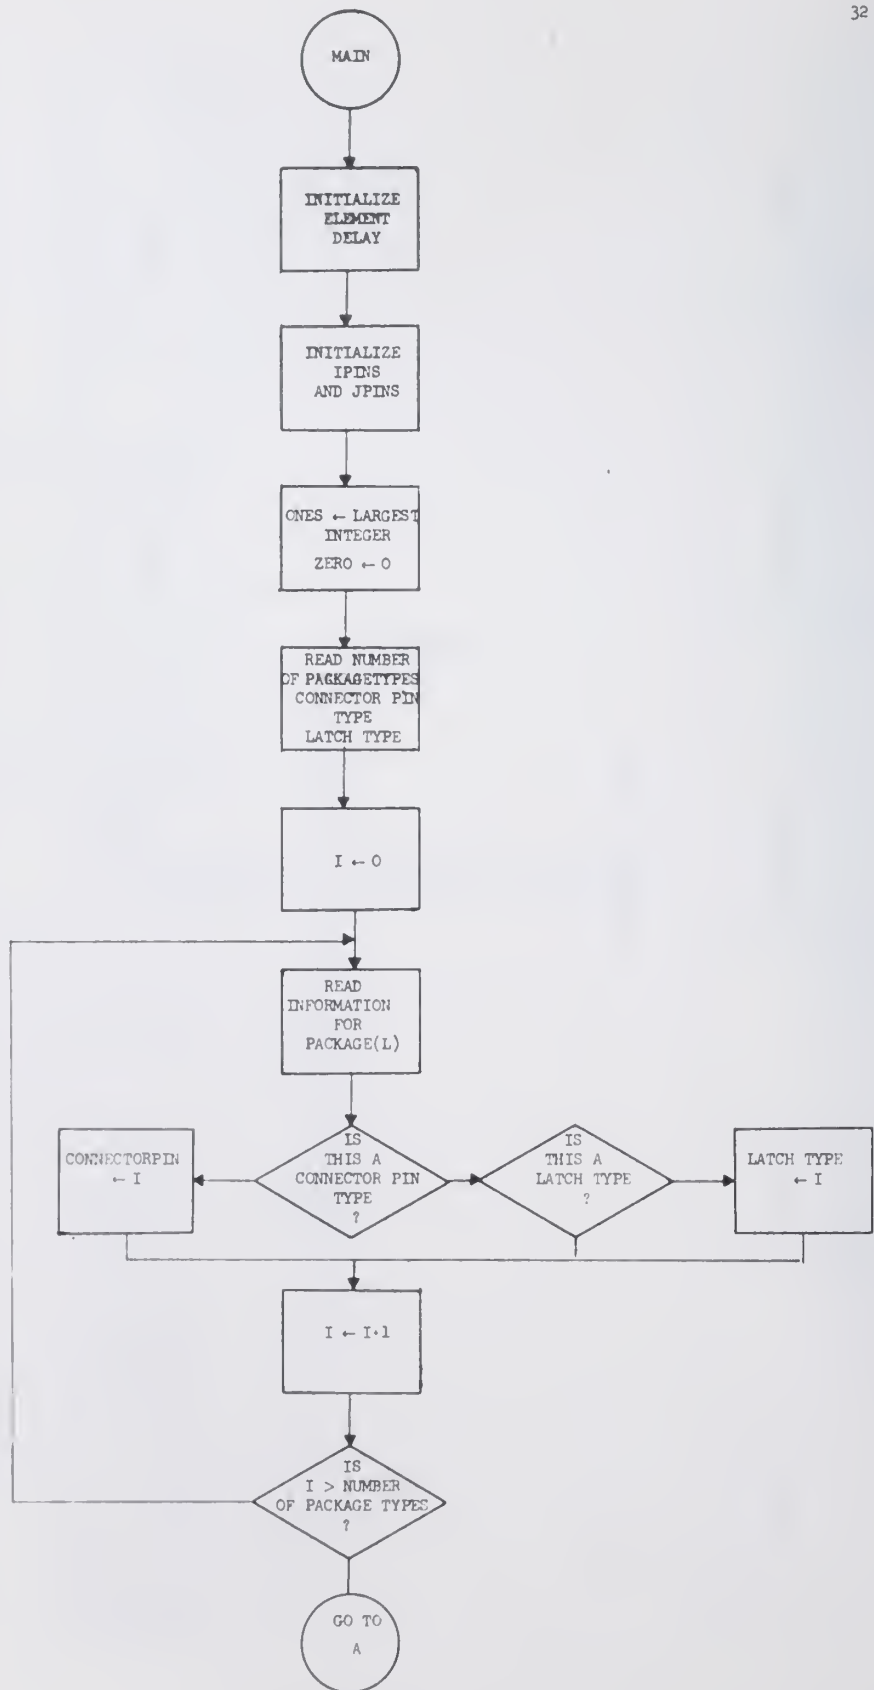 32
MAIN
INITIALIZE
ELEMENT
DELAY
INITIALIZE
IPINS
AND JPINS
ONES ← LARGEST
INTEGER
ZERO ← 0
READ NUMBER
OF PACKAGETYPES
CONNECTOR PIN
TYPE
LATCH TYPE
I ← 0
READ
INFORMATION
FOR
PACKAGE(L)
CONNECTORPIN
← I
IS
THIS A
CONNECTOR PIN
TYPE
?
IS
THIS A
LATCH TYPE
?
LATCH TYPE
← I
I ← I·1
IS
I > NUMBER
OF PACKAGE TYPES
?
GO TO
A